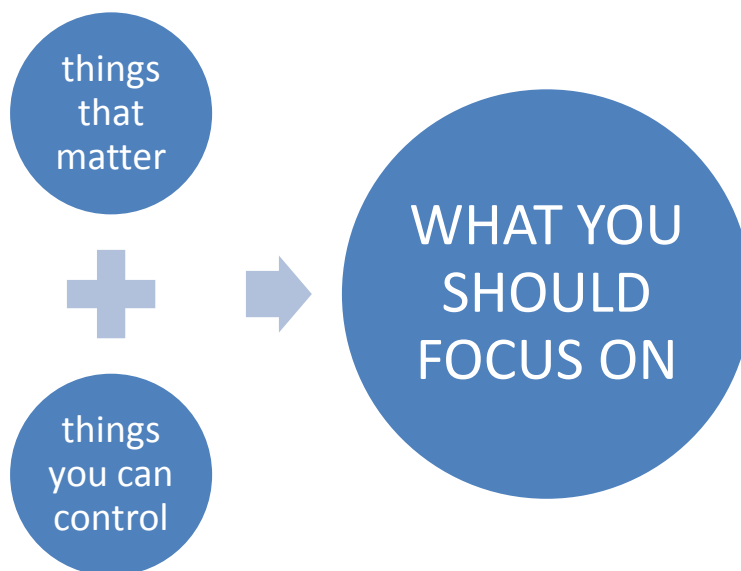 things
that
matter
things
you can
control
WHAT YOU
SHOULD
FOCUS ON